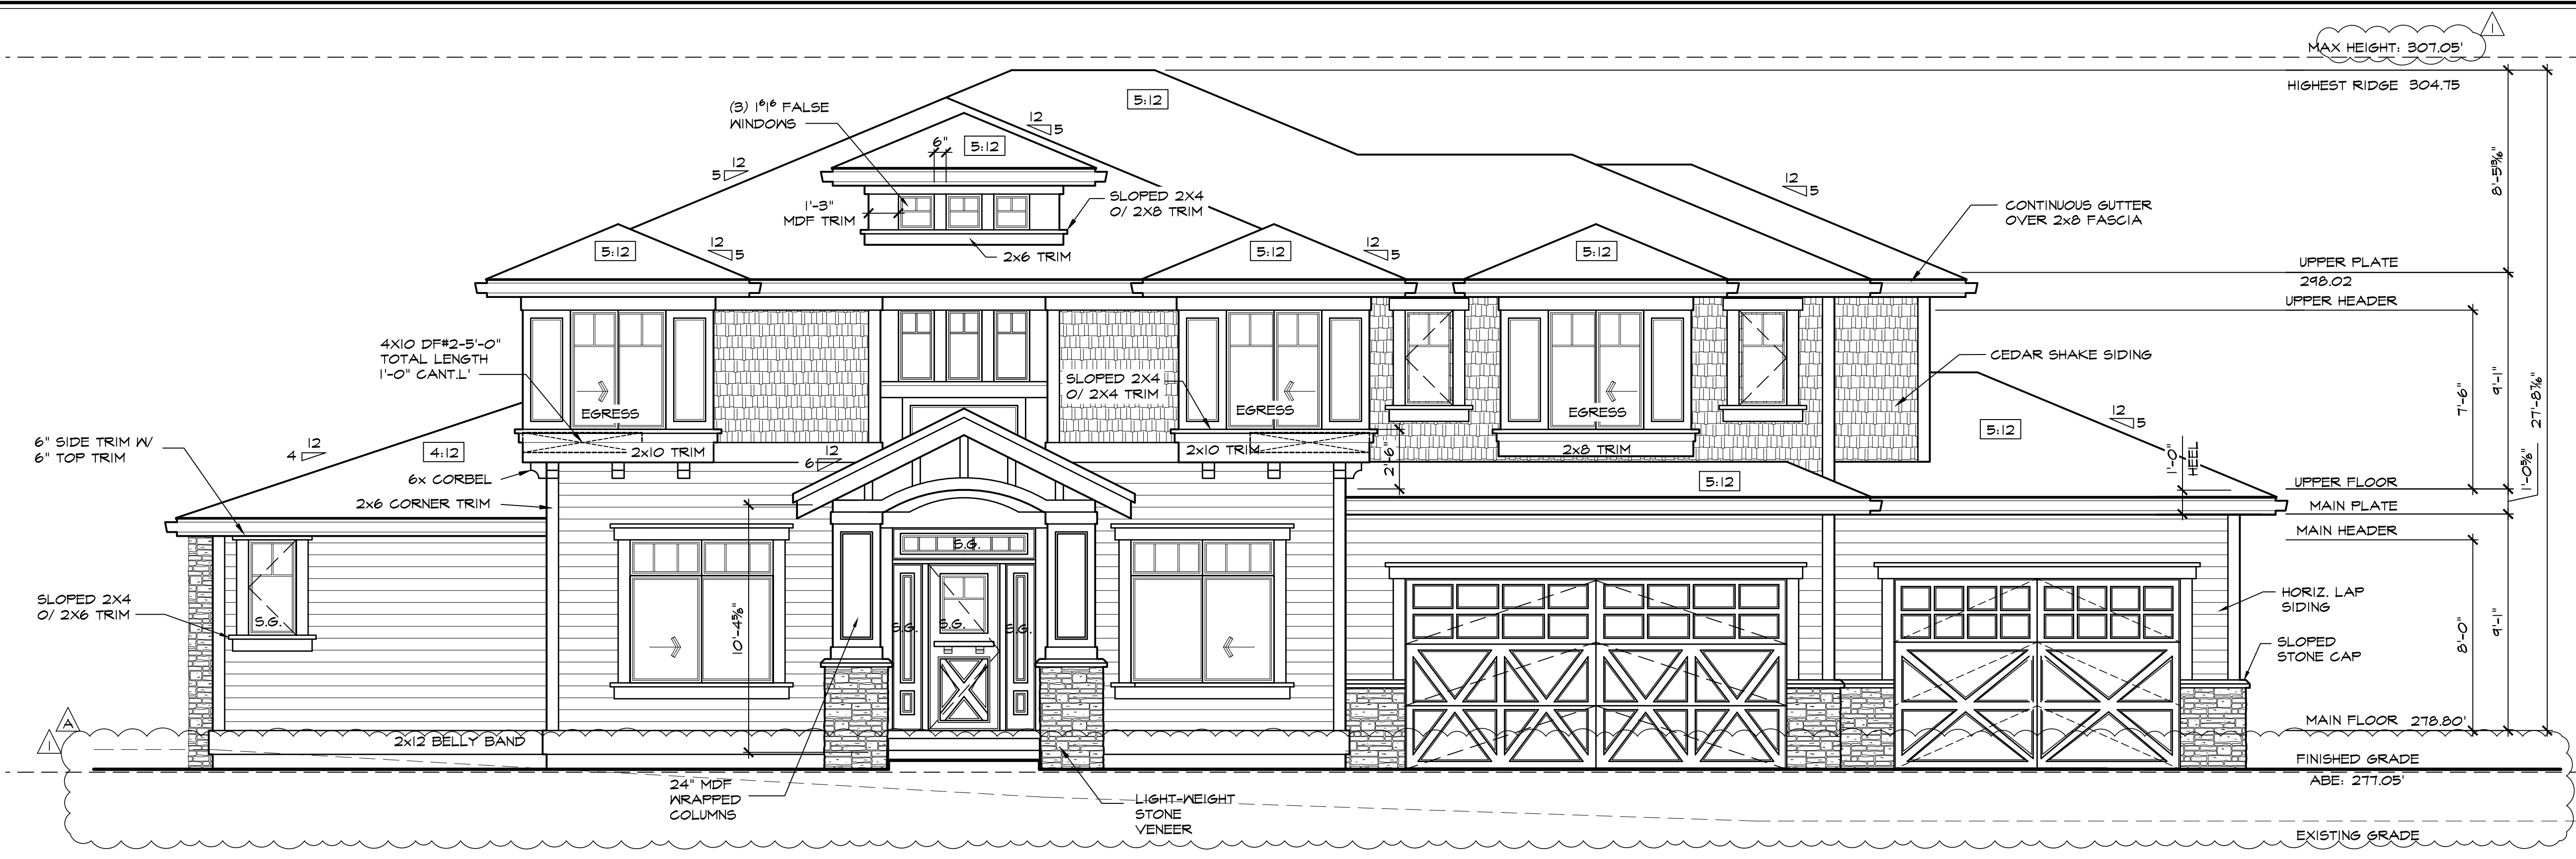 1
MAX HEIGHT: 307.05'
HIGHEST RIDGE 304.75
5:12
(3) 1⁶1⁶ FALSE
WINDOWS
6"
5:12
12
5
12
5
1'-3"
MDF TRIM
SLOPED 2X4
O/ 2X8 TRIM
2x6 TRIM
12
5
CONTINUOUS GUTTER
OVER 2x8 FASCIA
5:12
12
5
5:12
12
5
5:12
UPPER PLATE
298.02
UPPER HEADER
4X10 DF#2-5'-0"
TOTAL LENGTH
1'-0" CANT.L'
EGRESS
SLOPED 2X4
O/ 2X4 TRIM
EGRESS
EGRESS
CEDAR SHAKE SIDING
6" SIDE TRIM W/
6" TOP TRIM
12
4
4:12
2x10 TRIM
6x CORBEL
2x6 CORNER TRIM
12
6
2x10 TRIM
2'-6"
2x8 TRIM
5:12
5:12
12
5
1'-0"
HEEL
UPPER FLOOR
MAIN PLATE
MAIN HEADER
7'-6"
9'-1"
27'-8⁷⁄₁₆"
1'-0⅝"
SLOPED 2X4
O/ 2X6 TRIM
S.G.
10'-4⅝"
S.G.
S.G.
S.G.
S.G.
HORIZ. LAP
SIDING
SLOPED
STONE CAP
8'-0"
9'-1"
A
1
2x12 BELLY BAND
MAIN FLOOR 278.80'
FINISHED GRADE
ABE: 277.05'
24" MDF
WRAPPED
COLUMNS
LIGHT-WEIGHT
STONE
VENEER
EXISTING GRADE